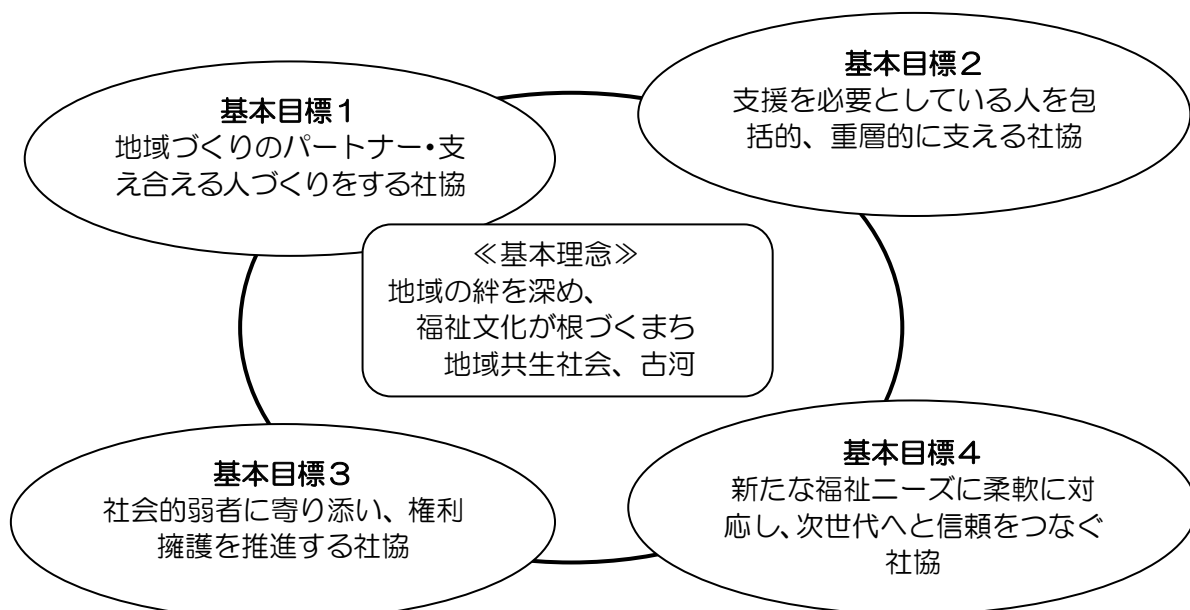 基本目標1
地域づくりのパートナー・支
え合える人づくりをする社協
基本目標2
支援を必要としている人を包
括的、重層的に支える社協
≪基本理念≫
地域の絆を深め、
福祉文化が根づくまち
地域共生社会、古河
基本目標3
社会的弱者に寄り添い、権利
擁護を推進する社協
基本目標4
新たな福祉ニーズに柔軟に対
応し、次世代へと信頼をつなぐ
社協